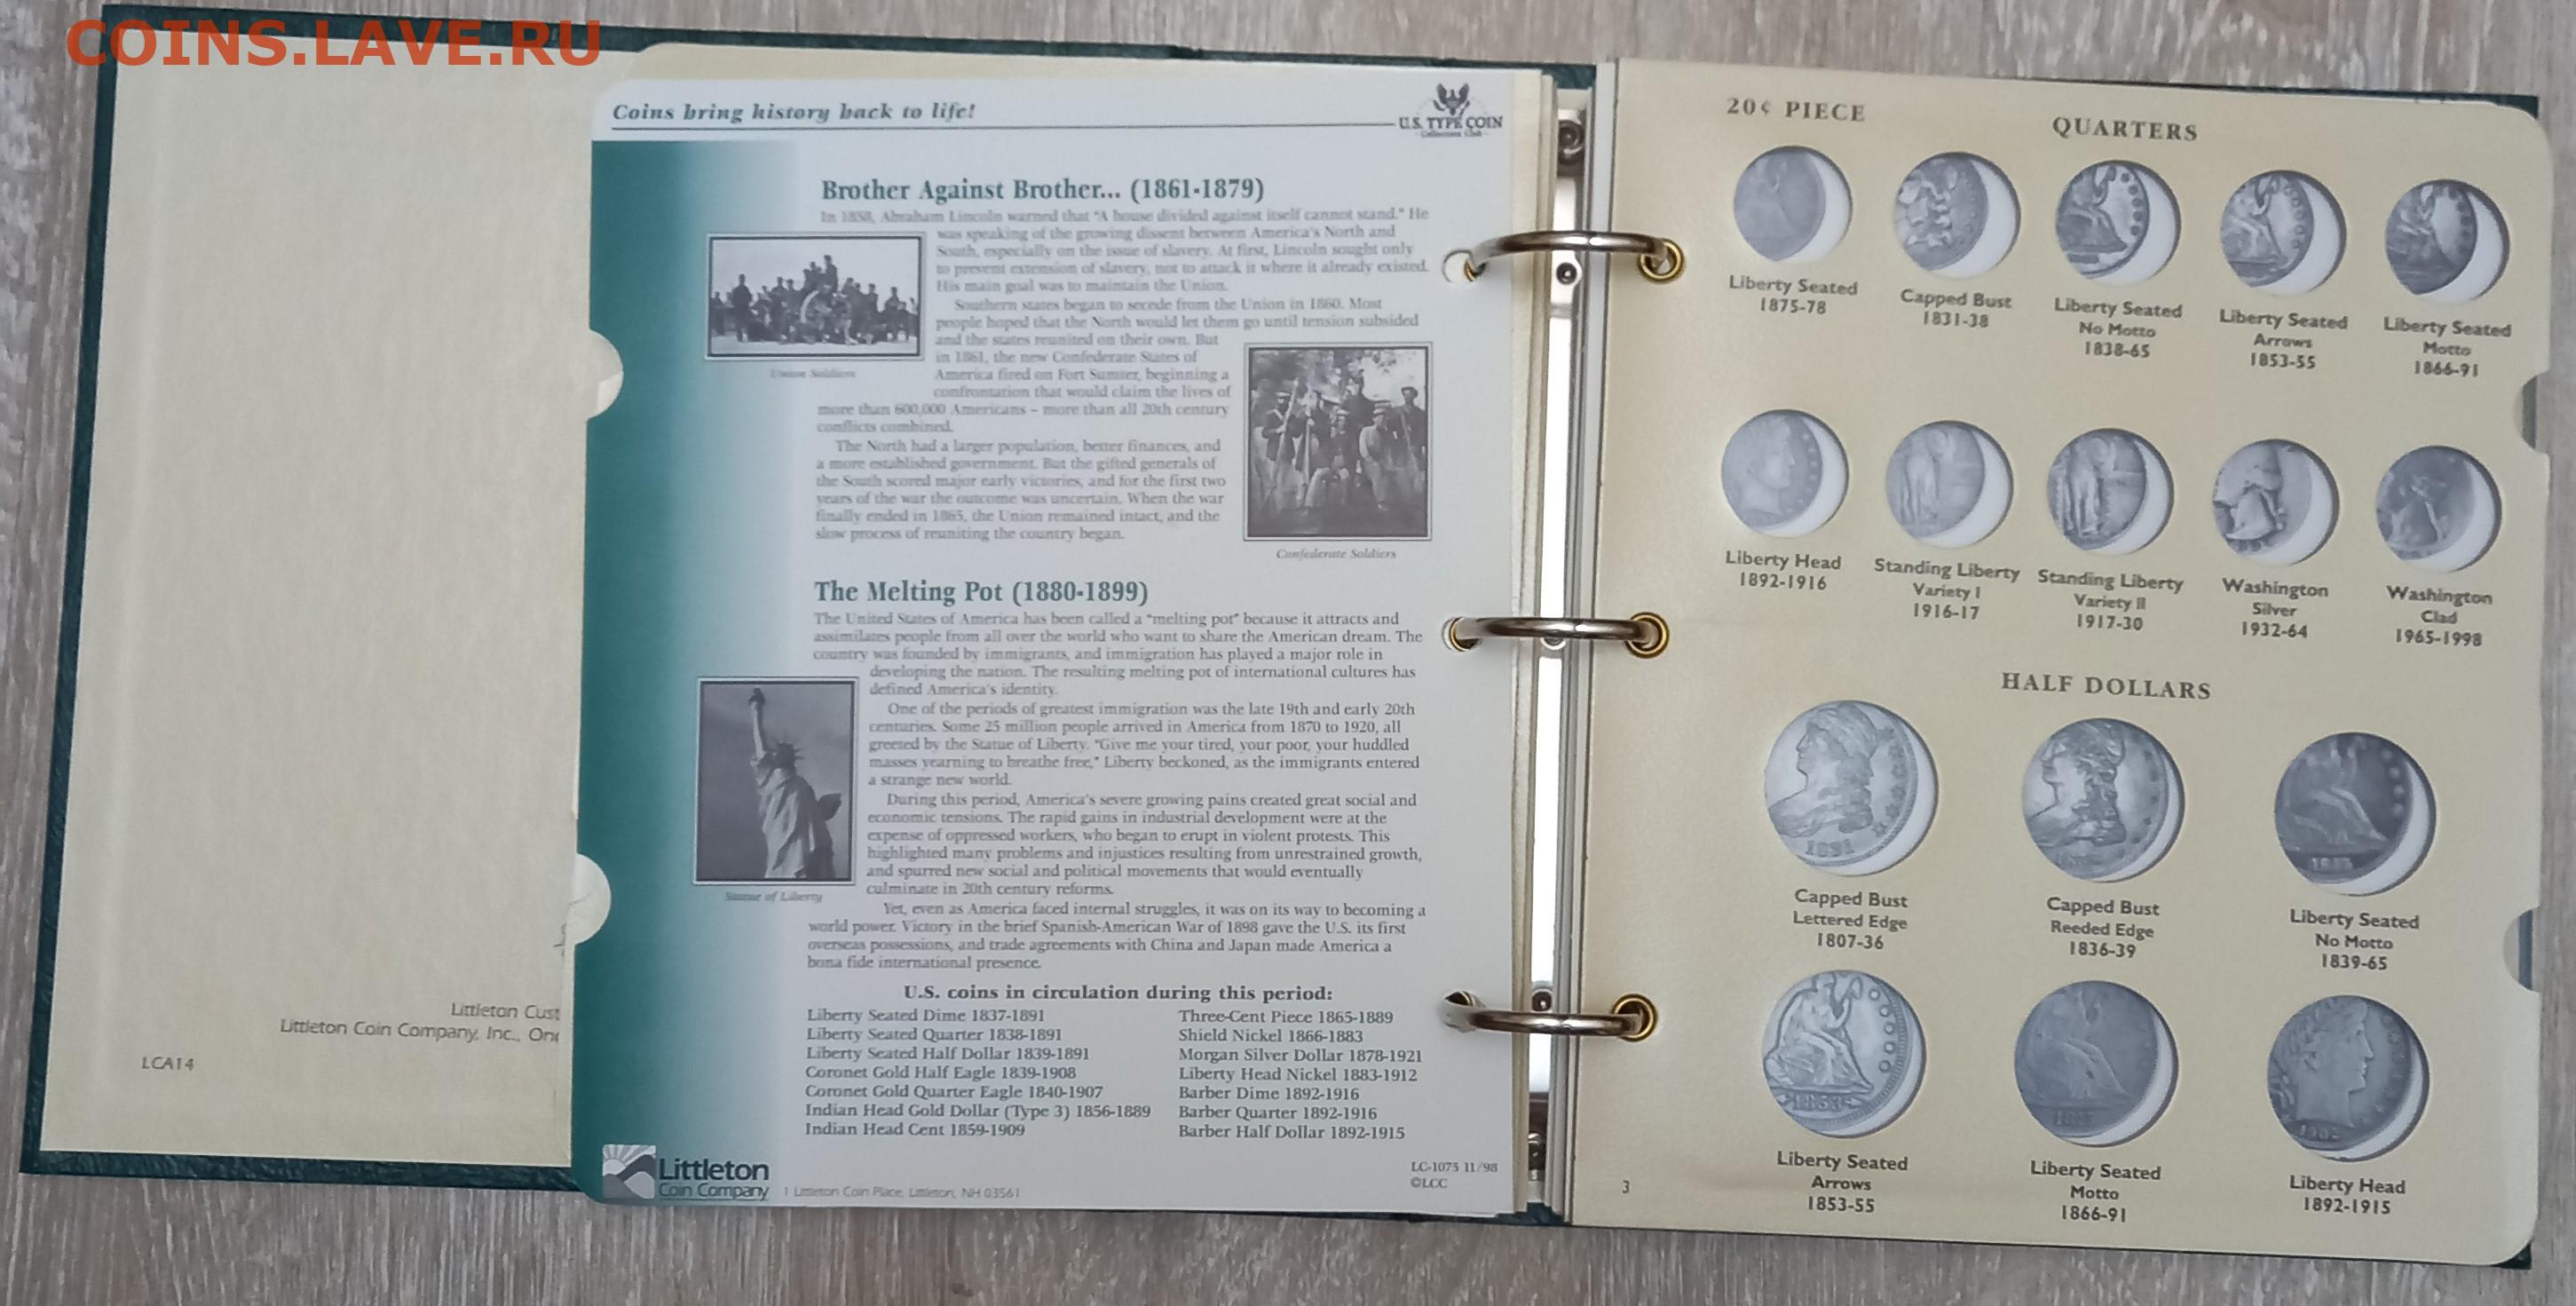 COINS.LAVE.RU
Littleton Cust
Littleton Coin Company, Inc., One
LCA14
Coins bring history back to life!
U.S. TYPE COIN
Collectors Club
Brother Against Brother... (1861-1879)
In 1858, Abraham Lincoln warned that "A house divided against itself cannot stand." He
was speaking of the growing dissent between America's North and
South, especially on the issue of slavery. At first, Lincoln sought only
to prevent extension of slavery, not to attack it where it already existed.
His main goal was to maintain the Union.
Southern states began to secede from the Union in 1860. Most
people hoped that the North would let them go until tension subsided
and the states reunited on their own. But
in 1861, the new Confederate States of
America fired on Fort Sumter, beginning a
confrontation that would claim the lives of
more than 600,000 Americans – more than all 20th century
conflicts combined.
The North had a larger population, better finances, and
a more established government. But the gifted generals of
the South scored major early victories, and for the first two
years of the war the outcome was uncertain. When the war
finally ended in 1865, the Union remained intact, and the
slow process of reuniting the country began.
Union Soldiers
Confederate Soldiers
The Melting Pot (1880-1899)
The United States of America has been called a "melting pot" because it attracts and
assimilates people from all over the world who want to share the American dream. The
country was founded by immigrants, and immigration has played a major role in
developing the nation. The resulting melting pot of international cultures has
defined America's identity.
One of the periods of greatest immigration was the late 19th and early 20th
centuries. Some 25 million people arrived in America from 1870 to 1920, all
greeted by the Statue of Liberty. "Give me your tired, your poor, your huddled
masses yearning to breathe free," Liberty beckoned, as the immigrants entered
a strange new world.
During this period, America's severe growing pains created great social and
economic tensions. The rapid gains in industrial development were at the
expense of oppressed workers, who began to erupt in violent protests. This
highlighted many problems and injustices resulting from unrestrained growth,
and spurred new social and political movements that would eventually
culminate in 20th century reforms.
Statue of Liberty
Yet, even as America faced internal struggles, it was on its way to becoming a
world power. Victory in the brief Spanish-American War of 1898 gave the U.S. its first
overseas possessions, and trade agreements with China and Japan made America a
bona fide international presence.
U.S. coins in circulation during this period:
Liberty Seated Dime 1837-1891
Liberty Seated Quarter 1838-1891
Liberty Seated Half Dollar 1839-1891
Coronet Gold Half Eagle 1839-1908
Coronet Gold Quarter Eagle 1840-1907
Indian Head Gold Dollar (Type 3) 1856-1889
Indian Head Cent 1859-1909
Three-Cent Piece 1865-1889
Shield Nickel 1866-1883
Morgan Silver Dollar 1878-1921
Liberty Head Nickel 1883-1912
Barber Dime 1892-1916
Barber Quarter 1892-1916
Barber Half Dollar 1892-1915
Littleton
Coin Company
1 Littleton Coin Place, Littleton, NH 03561
LC-1075 11/98
©LCC
20¢ PIECE
QUARTERS
Liberty Seated
1875-78
Capped Bust
1831-38
Liberty Seated
No Motto
1838-65
Liberty Seated
Arrows
1853-55
Liberty Seated
Motto
1866-91
Liberty Head
1892-1916
Standing Liberty
Variety I
1916-17
Standing Liberty
Variety II
1917-30
Washington
Silver
1932-64
Washington
Clad
1965-1998
HALF DOLLARS
Capped Bust
Lettered Edge
1807-36
Capped Bust
Reeded Edge
1836-39
Liberty Seated
No Motto
1839-65
1853
Liberty Seated
Arrows
1853-55
Liberty Seated
Motto
1866-91
Liberty Head
1892-1915
3